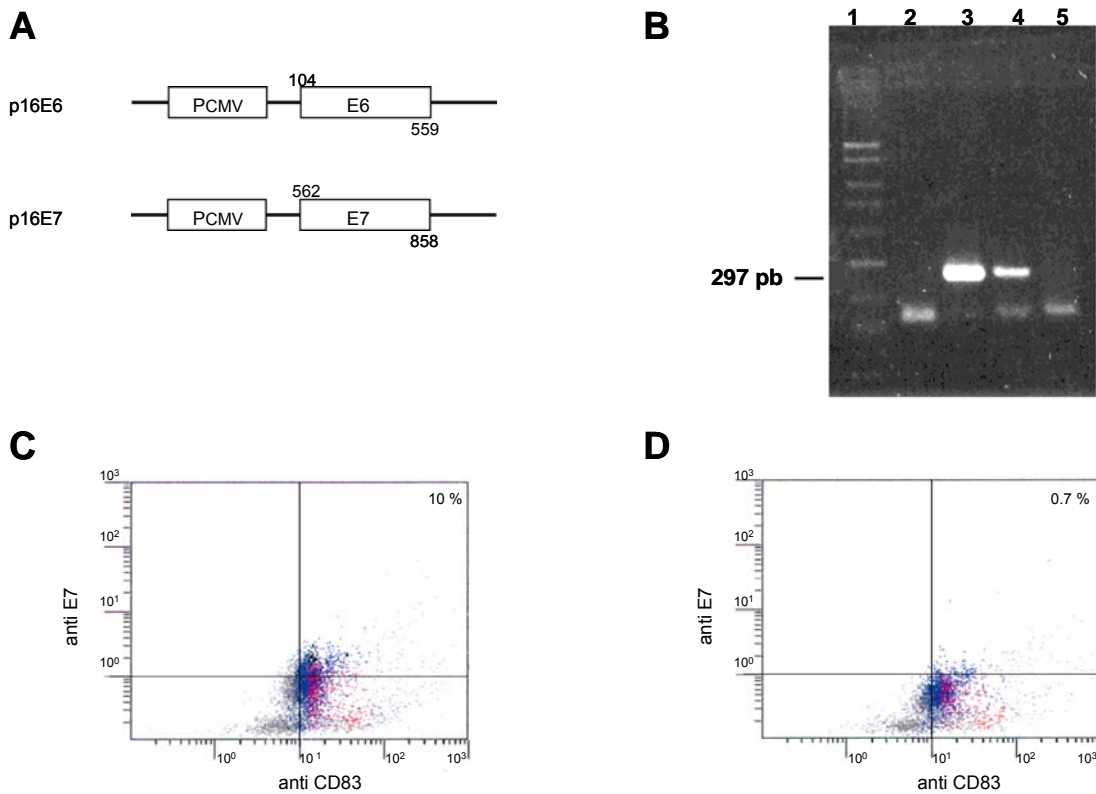 A
104
p16E6 PCMV E6
559
562
p16E7 PCMV E7
858
B
1 2 3 4 5
297 pb
C
10 %
10³
10²
10¹
10⁰
anti E7
10⁰ 10¹ 10² 10³
anti CD83
D
0.7 %
10³
10²
10¹
10⁰
anti E7
10⁰ 10¹ 10² 10³
anti CD83